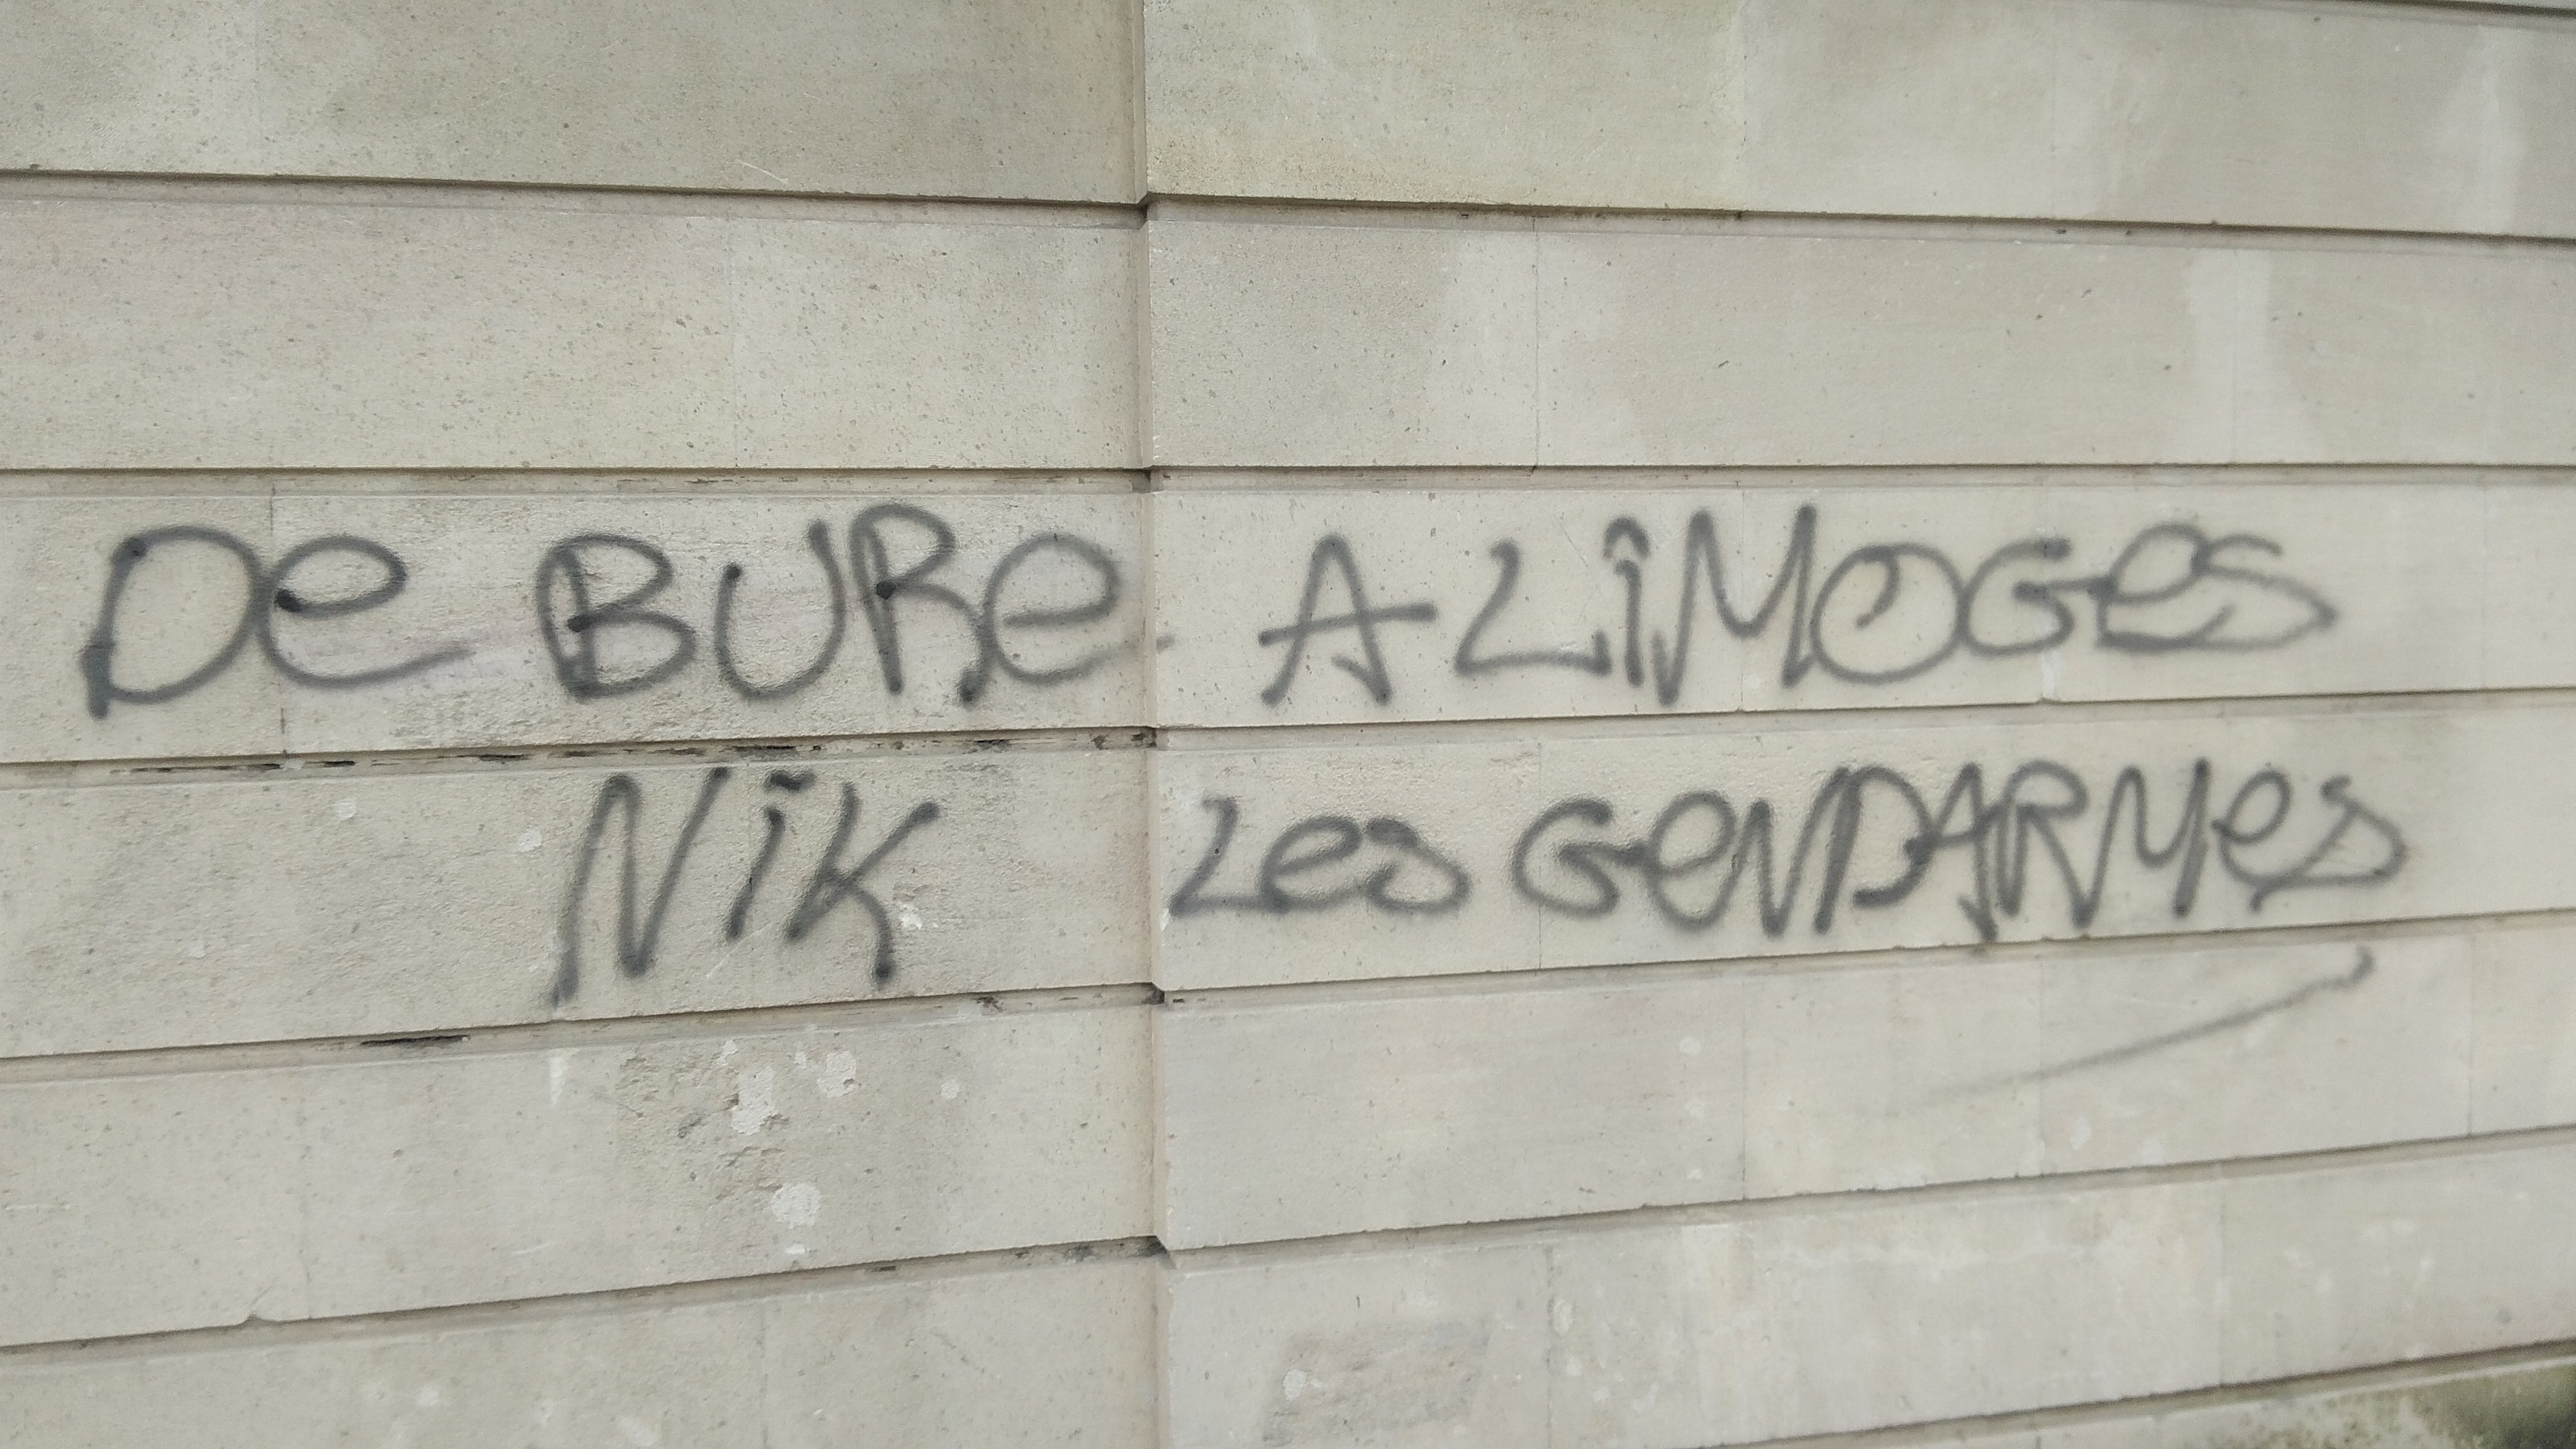 De BURe A LiMOGes
NiK Les GeNDARMes